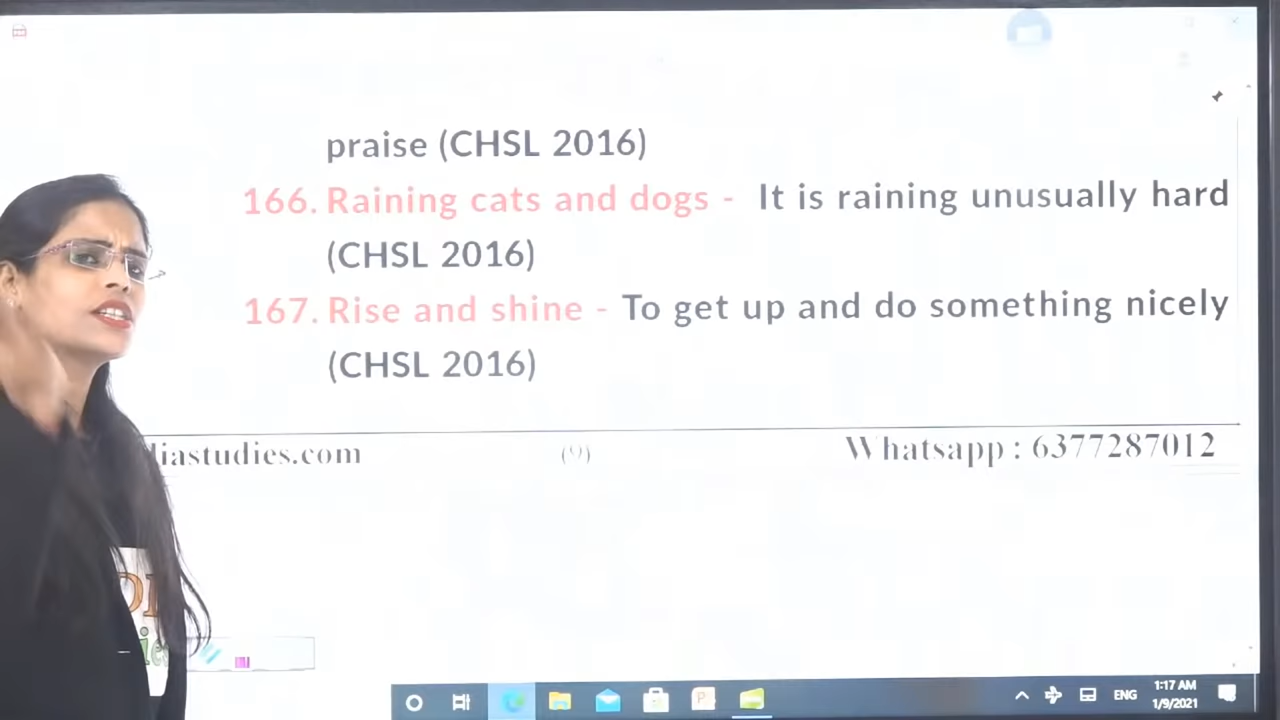 praise (CHSL 2016)
166. Raining cats and dogs - It is raining unusually hard
(CHSL 2016)
167. Rise and shine - To get up and do something nicely
(CHSL 2016)
liastudies.com (9) Whatsapp : 6377287012
ENG
1:17 AM
1/9/2021